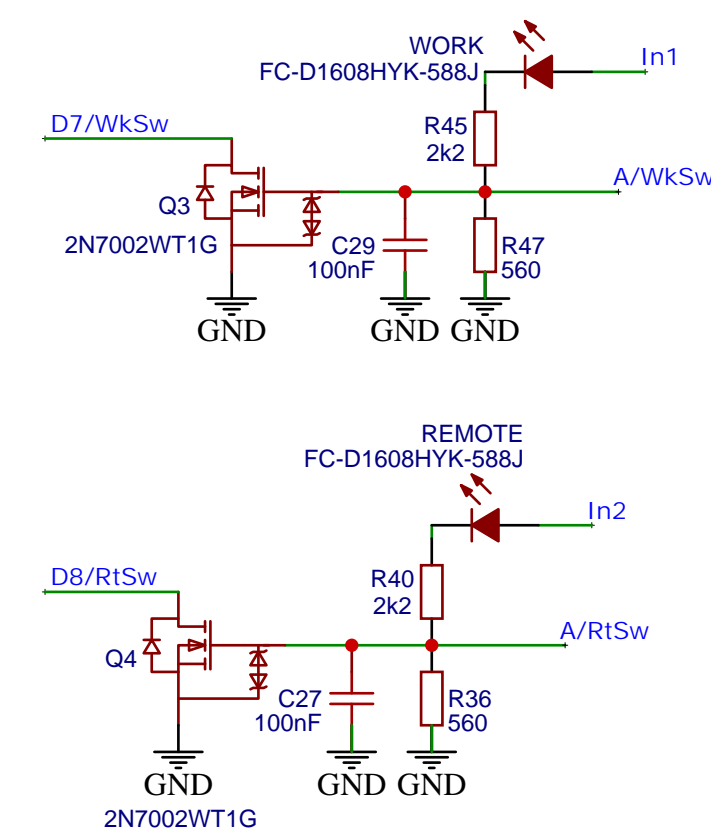 WORK
FC-D1608HYK-588J
In1
D7/WkSw
R45
2k2
A/WkSw
Q3
2N7002WT1G
C29
100nF
R47
560
GND
GND
GND
REMOTE
FC-D1608HYK-588J
In2
D8/RtSw
R40
2k2
A/RtSw
Q4
C27
100nF
R36
560
GND
GND
GND
2N7002WT1G